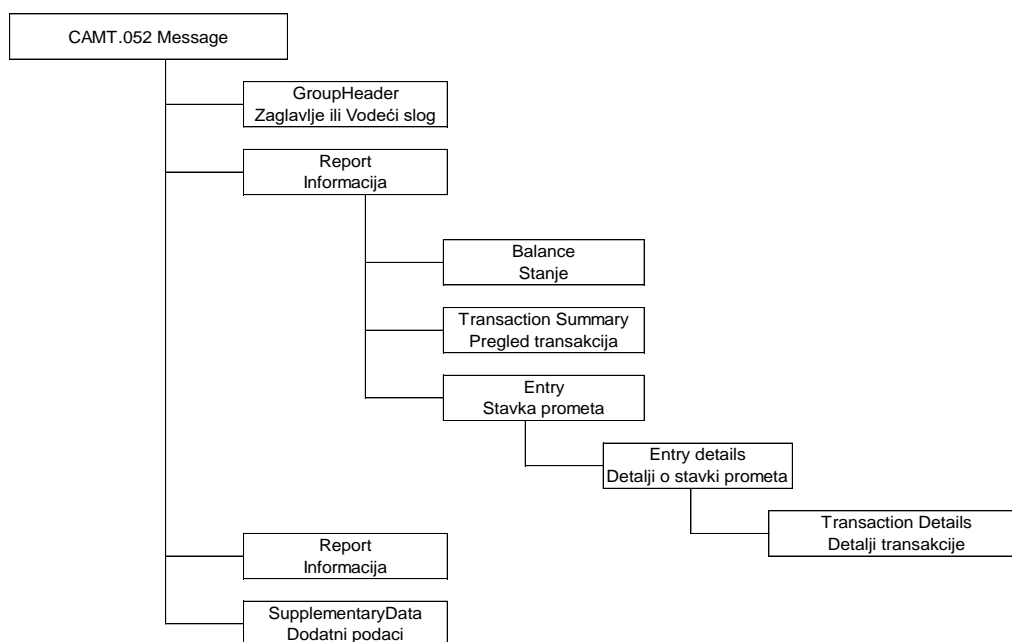 CAMT.052 Message
GroupHeader
Zaglavlje ili Vodeći slog
Report
Informacija
Balance
Stanje
Transaction Summary
Pregled transakcija
Entry
Stavka prometa
Entry details
Detalji o stavki prometa
Transaction Details
Detalji transakcije
Report
Informacija
SupplementaryData
Dodatni podaci